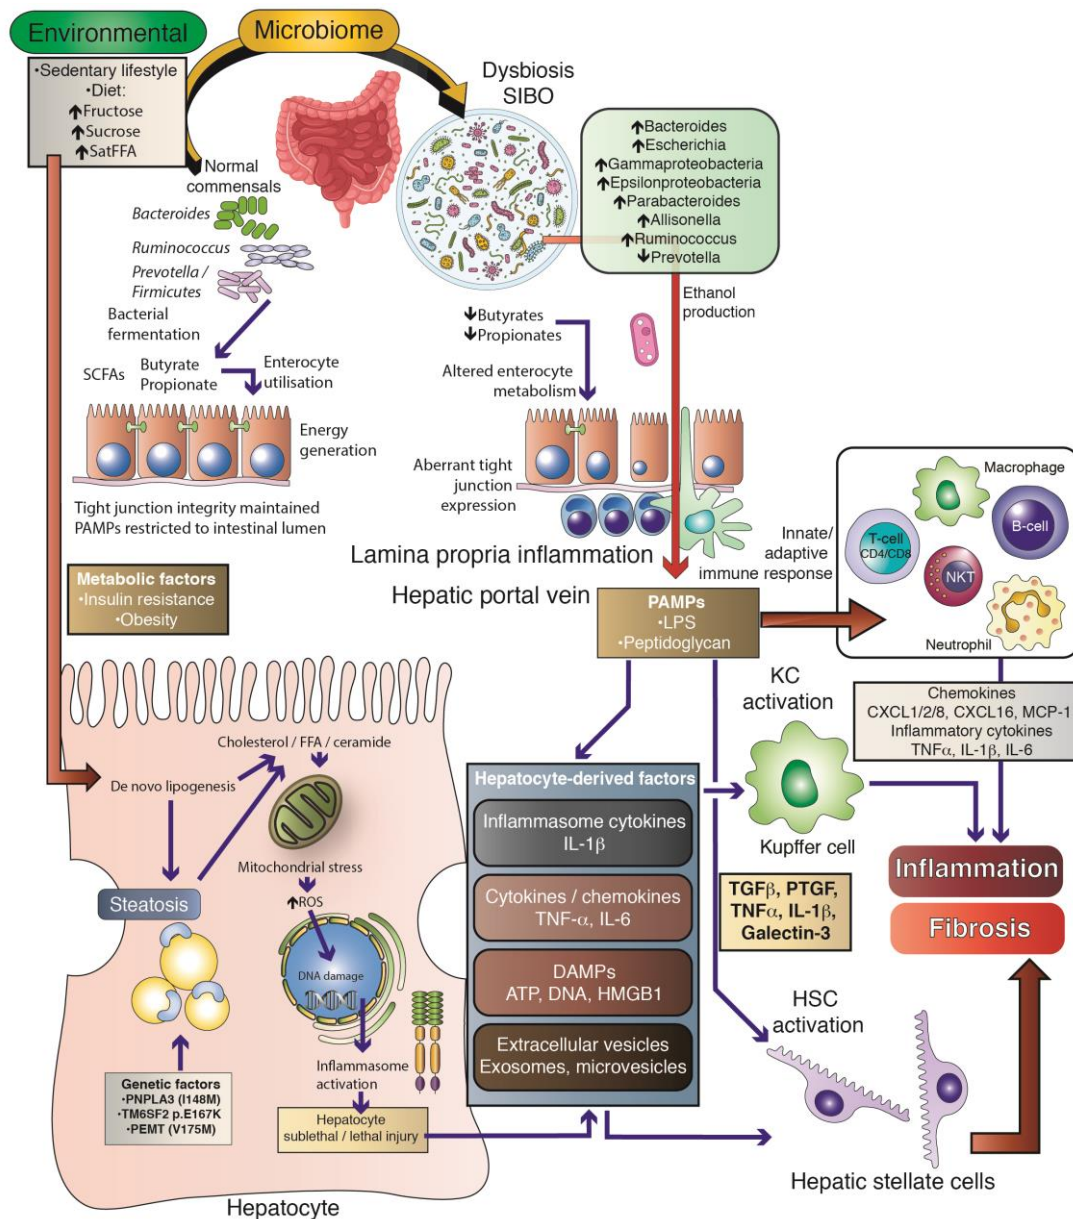 Environmental
Microbiome
•Sedentary lifestyle
•Diet:
↑Fructose
↑Sucrose
↑SatFFA
Dysbiosis
SIBO
↑Bacteroides
↑Escherichia
↑Gammaproteobacteria
↑Epsilonproteobacteria
↑Parabacteroides
↑Allisonella
↑Ruminococcus
↓Prevotella
Normal
commensals
Bacteroides
Ruminococcus
Prevotella /
Firmicutes
Bacterial
fermentation
SCFAs
Butyrate
Propionate
Enterocyte
utilisation
Energy
generation
Tight junction integrity maintained
PAMPs restricted to intestinal lumen
↓Butyrates
↓Propionates
Ethanol
production
Altered enterocyte
metabolism
Aberrant tight
junction
expression
Lamina propria inflammation
Hepatic portal vein
Innate/
adaptive
immune response
Macrophage
T-cell
CD4/CD8
B-cell
NKT
Neutrophil
Metabolic factors
•Insulin resistance
•Obesity
PAMPs
•LPS
•Peptidoglycan
Chemokines
CXCL1/2/8, CXCL16, MCP-1
Inflammatory cytokines
TNFα, IL-1β, IL-6
KC
activation
Kupffer cell
Cholesterol / FFA / ceramide
De novo lipogenesis
Mitochondrial stress
↑ROS
Steatosis
DNA damage
Inflammasome
activation
Genetic factors
•PNPLA3 (I148M)
•TM6SF2 p.E167K
•PEMT (V175M)
Hepatocyte
sublethal / lethal injury
Hepatocyte
Hepatocyte-derived factors
Inflammasome cytokines
IL-1β
Cytokines / chemokines
TNF-α, IL-6
DAMPs
ATP, DNA, HMGB1
Extracellular vesicles
Exosomes, microvesicles
TGFβ, PTGF,
TNFα, IL-1β,
Galectin-3
Inflammation
Fibrosis
HSC
activation
Hepatic stellate cells